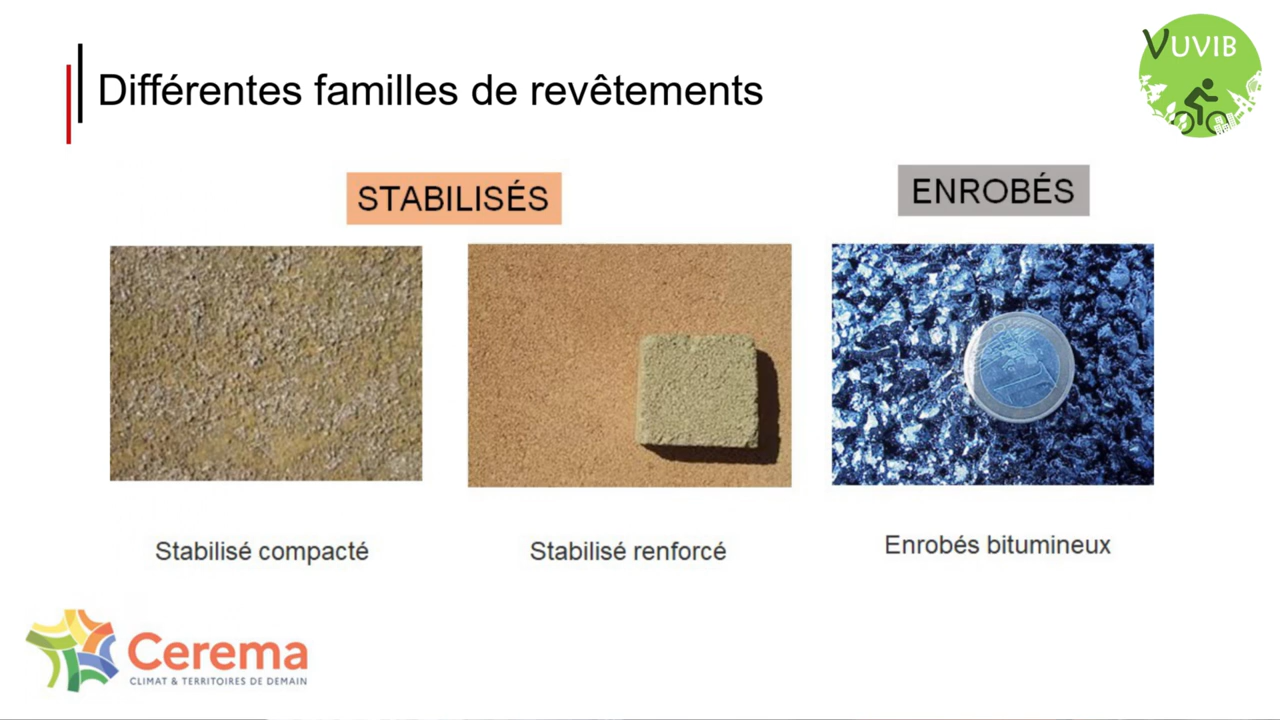 Différentes familles de revêtements
VUVIB
STABILISÉS
ENROBÉS
Stabilisé compacté
Stabilisé renforcé
Enrobés bitumineux
Cerema
CLIMAT & TERRITOIRES DE DEMAIN